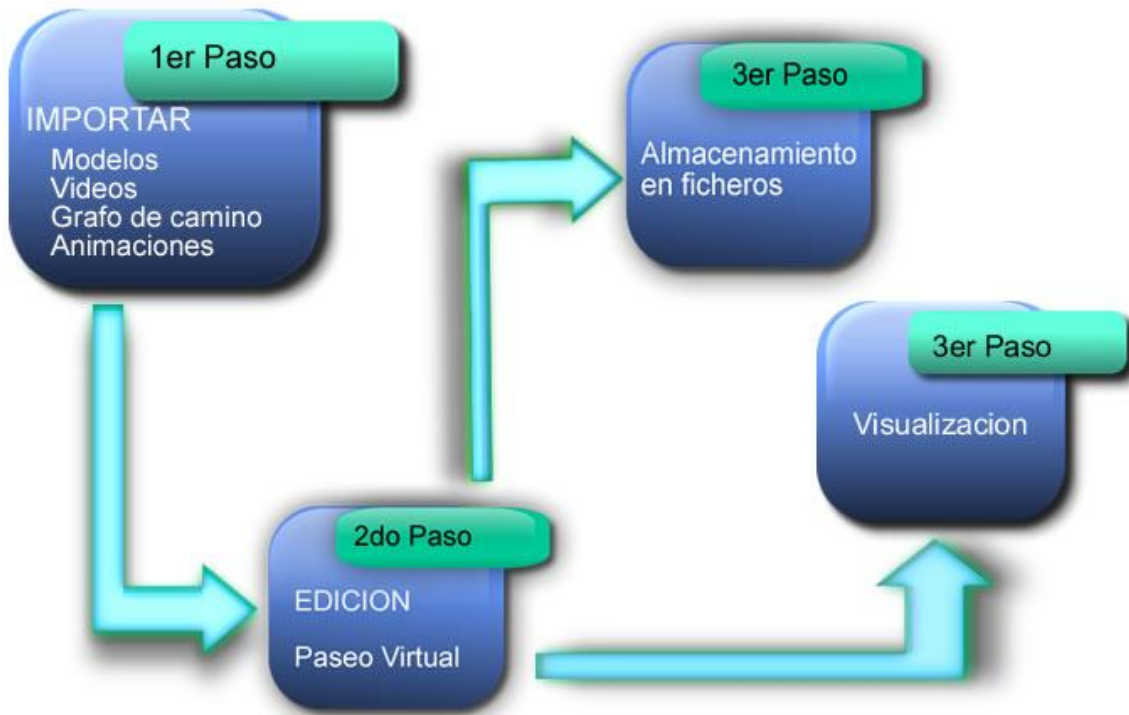 1er Paso
IMPORTAR
Modelos
Videos
Grafo de camino
Animaciones
2do Paso
EDICION
Paseo Virtual
3er Paso
Almacenamiento
en ficheros
3er Paso
Visualizacion